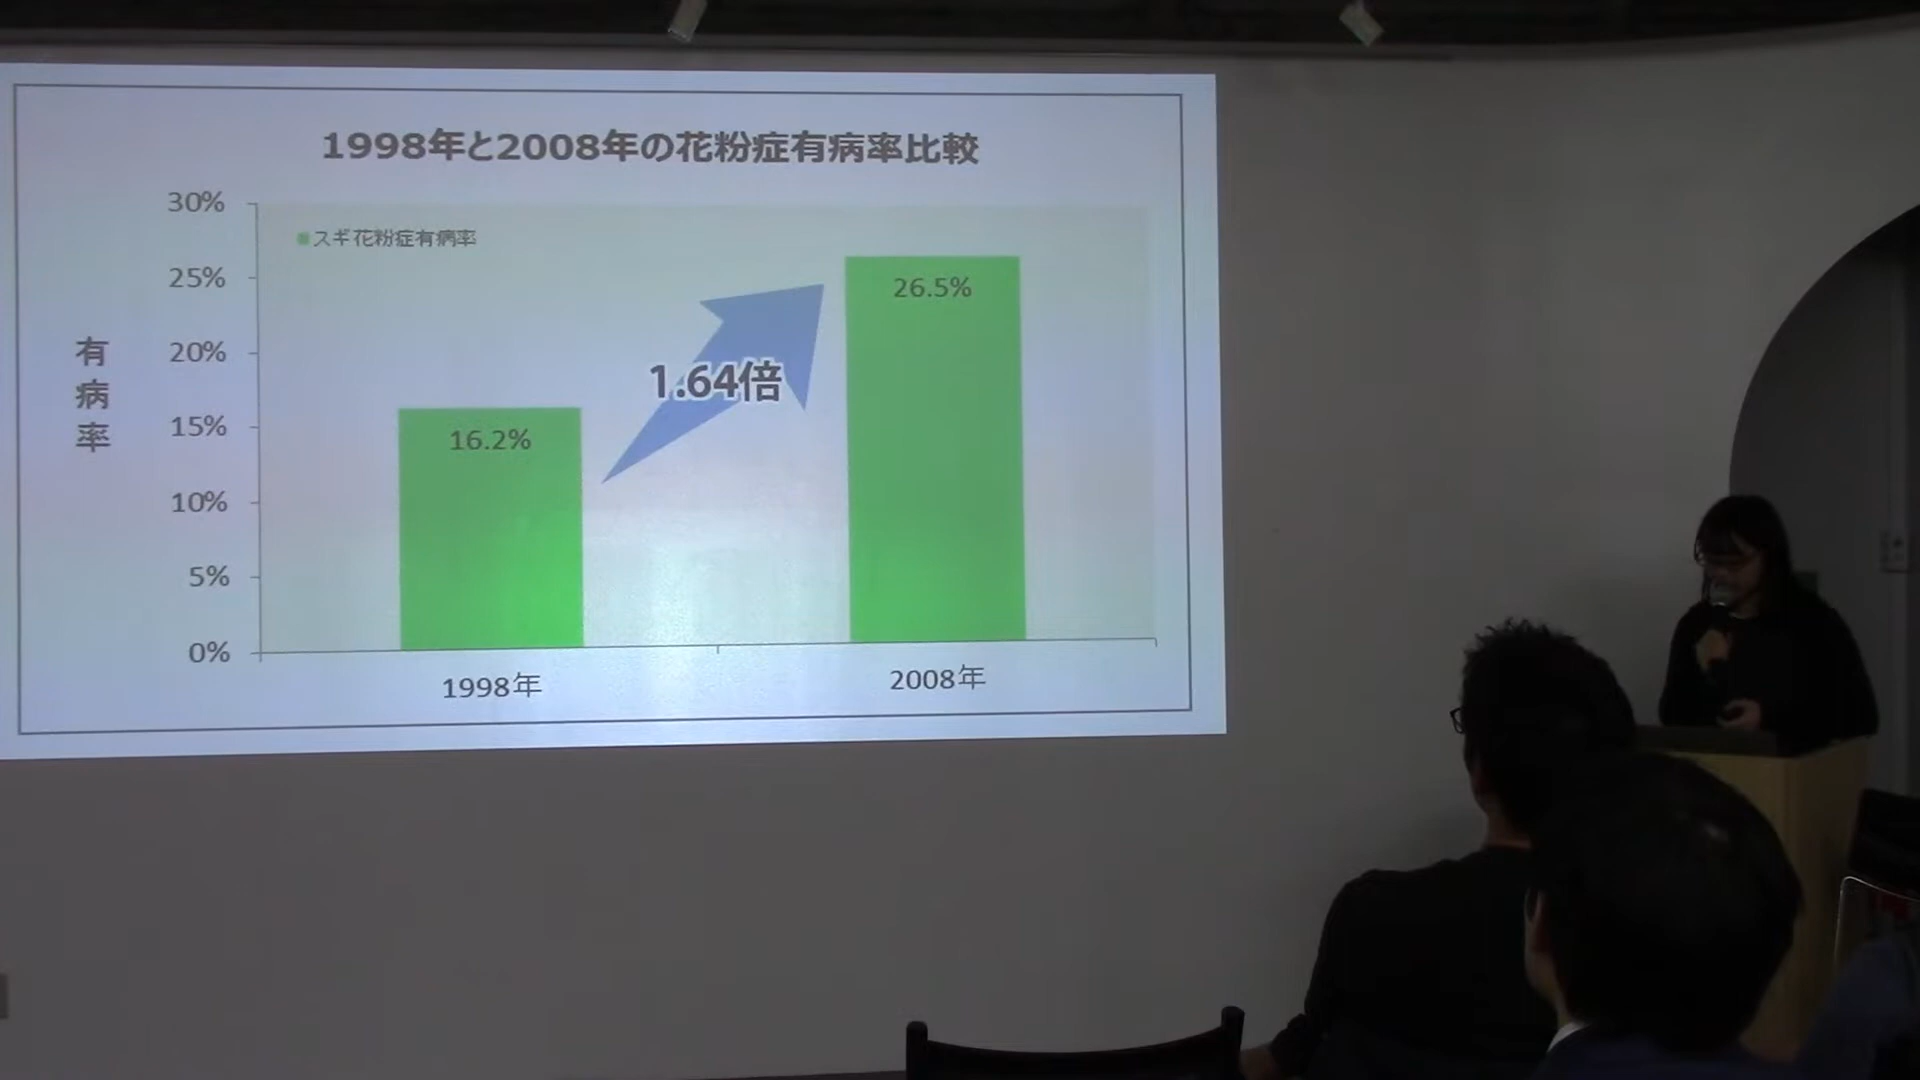 1998年と2008年の花粉症有病率比較
30%
スギ花粉症有病率
25%
20%
15%
10%
5%
0%
有病率
16.2%
1.64倍
26.5%
1998年
2008年